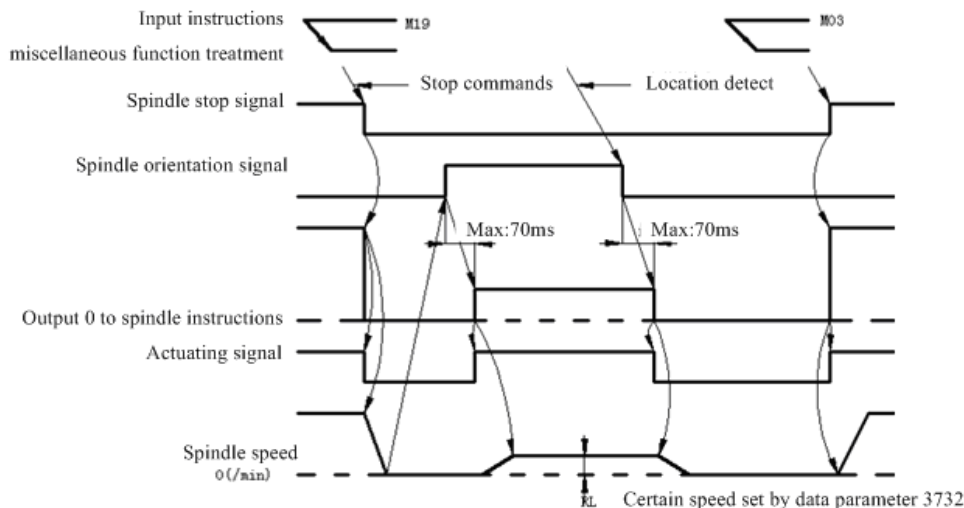 Input instructions
M19
M03
miscellaneous function treatment
Stop commands
Location detect
Spindle stop signal
Spindle orientation signal
Max:70ms
Max:70ms
Output 0 to spindle instructions
Actuating signal
Spindle speed
0(/min)
RL
Certain speed set by data parameter 3732